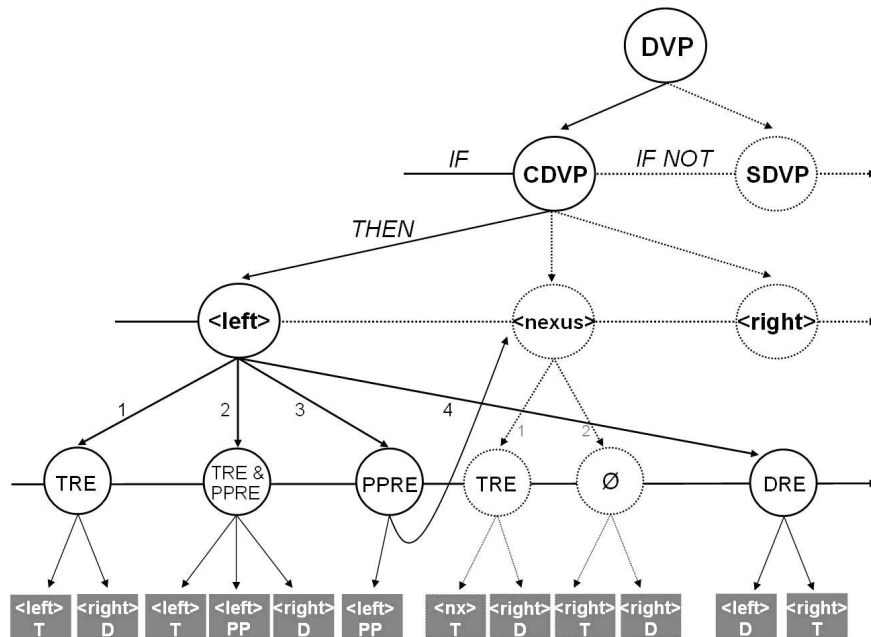 DVP
IF
CDVP
IF NOT
SDVP
THEN
<left>
<nexus>
<right>
1
2
3
4
1
2
TRE
TRE &
PPRE
PPRE
TRE
Ø
DRE
<left>
T
<right>
D
<left>
T
<left>
PP
<right>
D
<left>
PP
<nx>
T
<right>
D
<right>
T
<right>
D
<left>
D
<right>
T